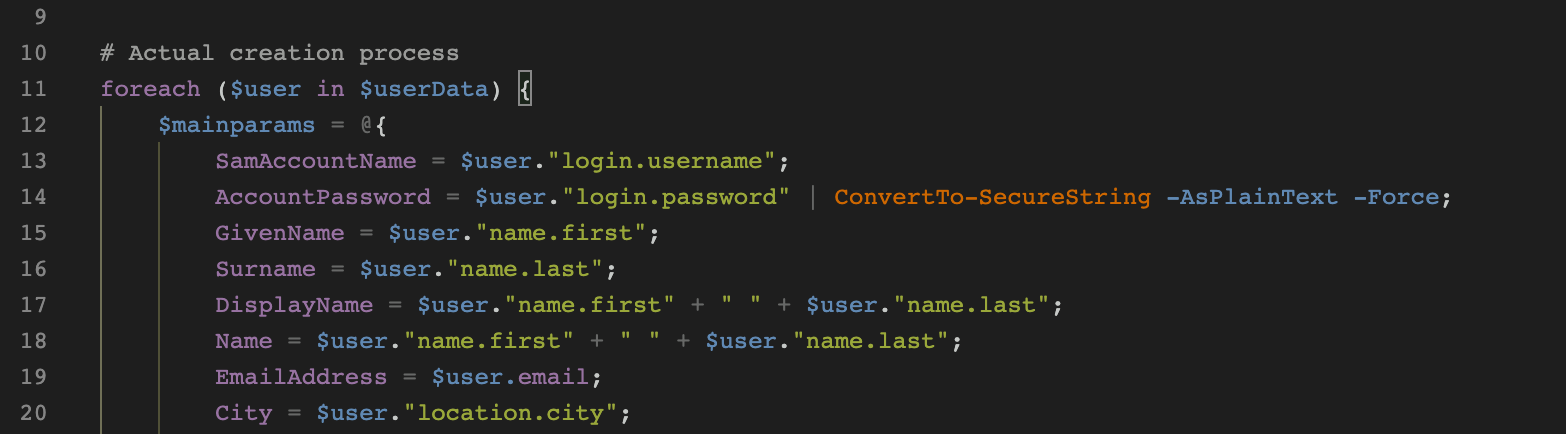 9
10 # Actual creation process
11 foreach ($user in $userData) {
12 $mainparams = @{
13 SamAccountName = $user."login.username";
14 AccountPassword = $user."login.password" | ConvertTo-SecureString -AsPlainText -Force;
15 GivenName = $user."name.first";
16 Surname = $user."name.last";
17 DisplayName = $user."name.first" + " " + $user."name.last";
18 Name = $user."name.first" + " " + $user."name.last";
19 EmailAddress = $user.email;
20 City = $user."location.city";